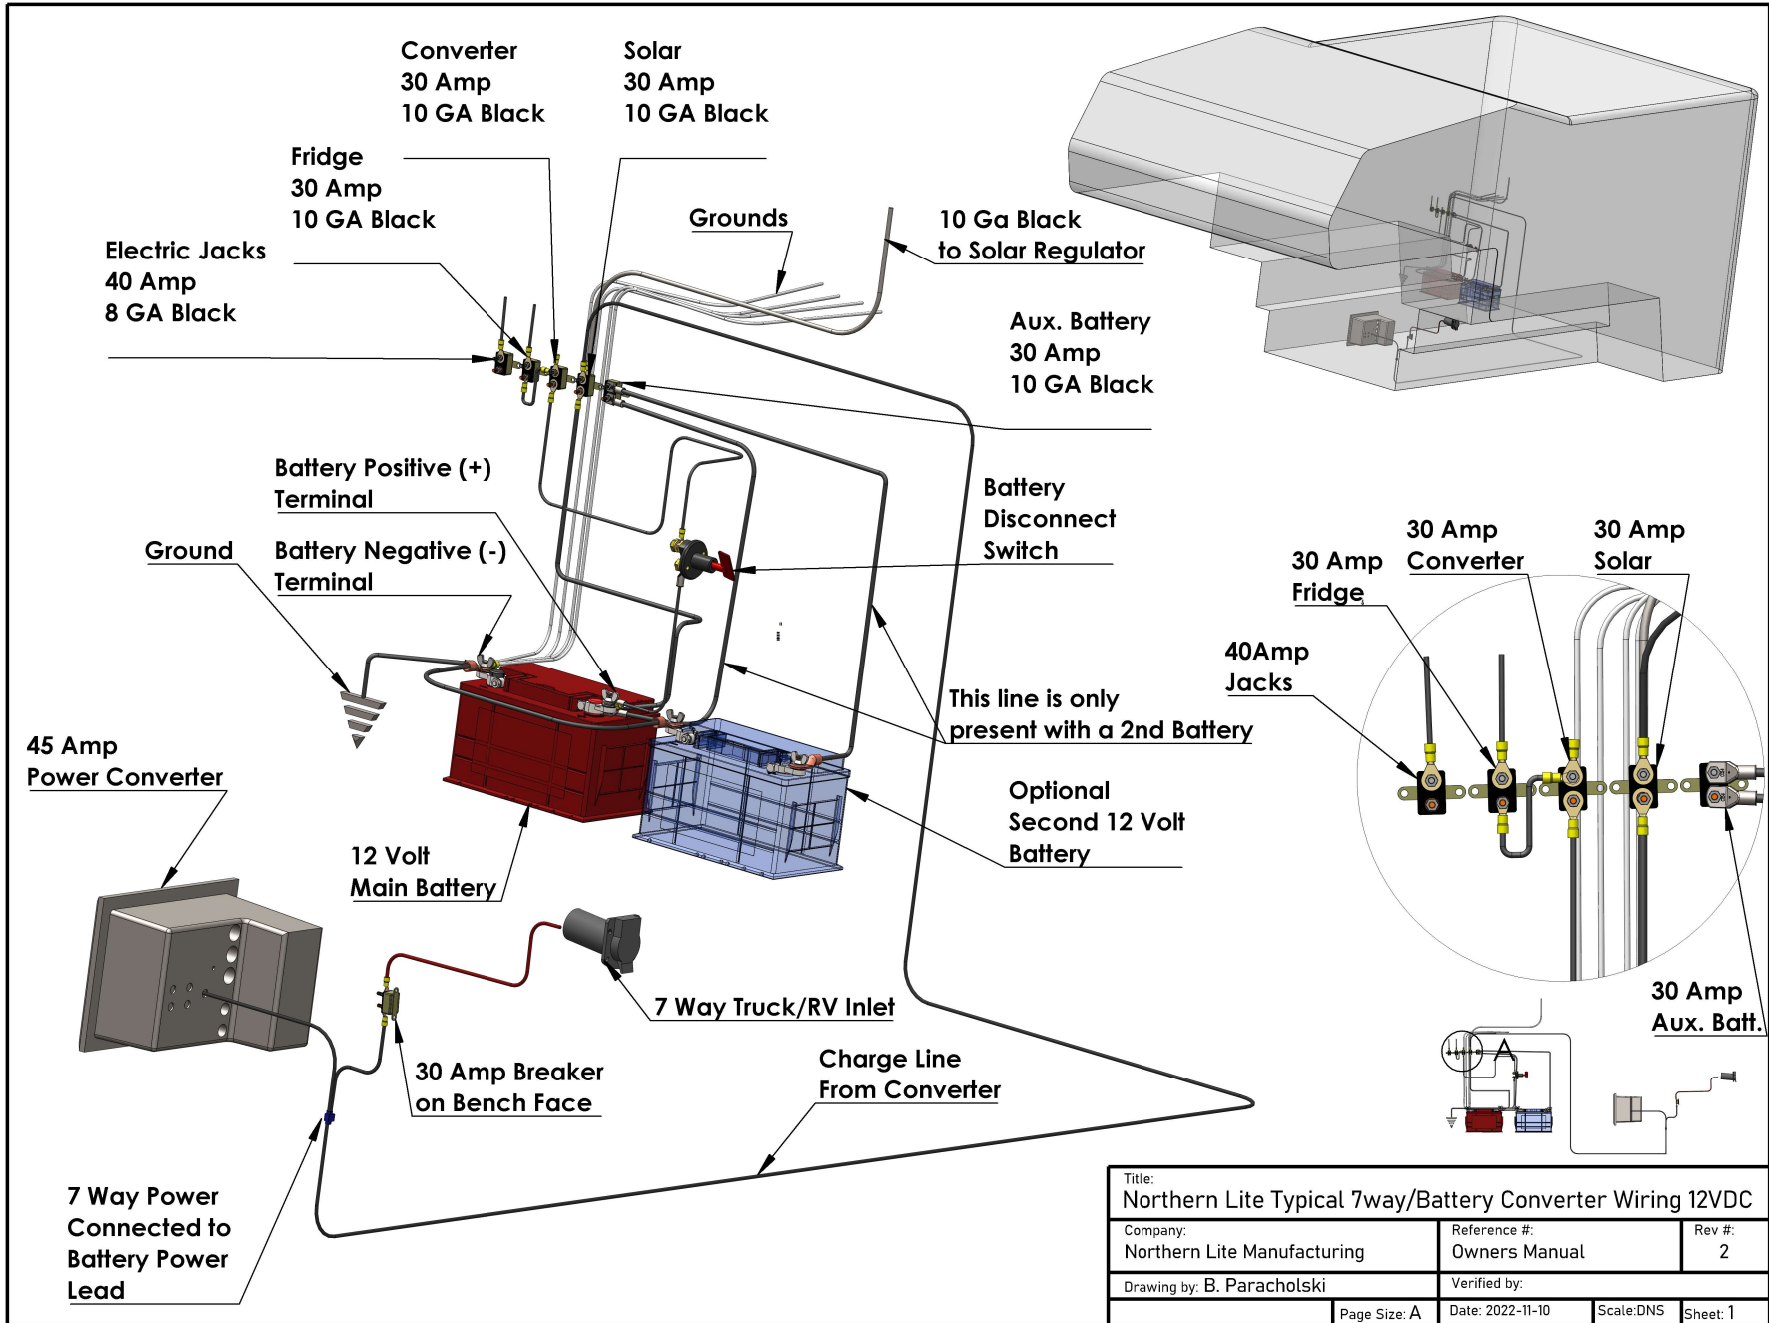 Converter
30 Amp
10 GA Black
Solar
30 Amp
10 GA Black
Fridge
30 Amp
10 GA Black
Grounds
10 Ga Black
to Solar Regulator
Electric Jacks
40 Amp
8 GA Black
Aux. Battery
30 Amp
10 GA Black
Battery Positive (+)
Terminal
Battery
Disconnect
Switch
Ground
Battery Negative (-)
Terminal
30 Amp
Converter
30 Amp
Solar
30 Amp
Fridge
40Amp
Jacks
This line is only
present with a 2nd Battery
45 Amp
Power Converter
Optional
Second 12 Volt
Battery
12 Volt
Main Battery
7 Way Truck/RV Inlet
30 Amp
Aux. Batt.
A
30 Amp Breaker
on Bench Face
Charge Line
From Converter
7 Way Power
Connected to
Battery Power
Lead
Title:
Northern Lite Typical 7way/Battery Converter Wiring 12VDC
Company:
Northern Lite Manufacturing
Reference #:
Owners Manual
Rev #:
2
Drawing by: B. Paracholski
Verified by:
Page Size: A
Date: 2022-11-10
Scale:DNS
Sheet: 1